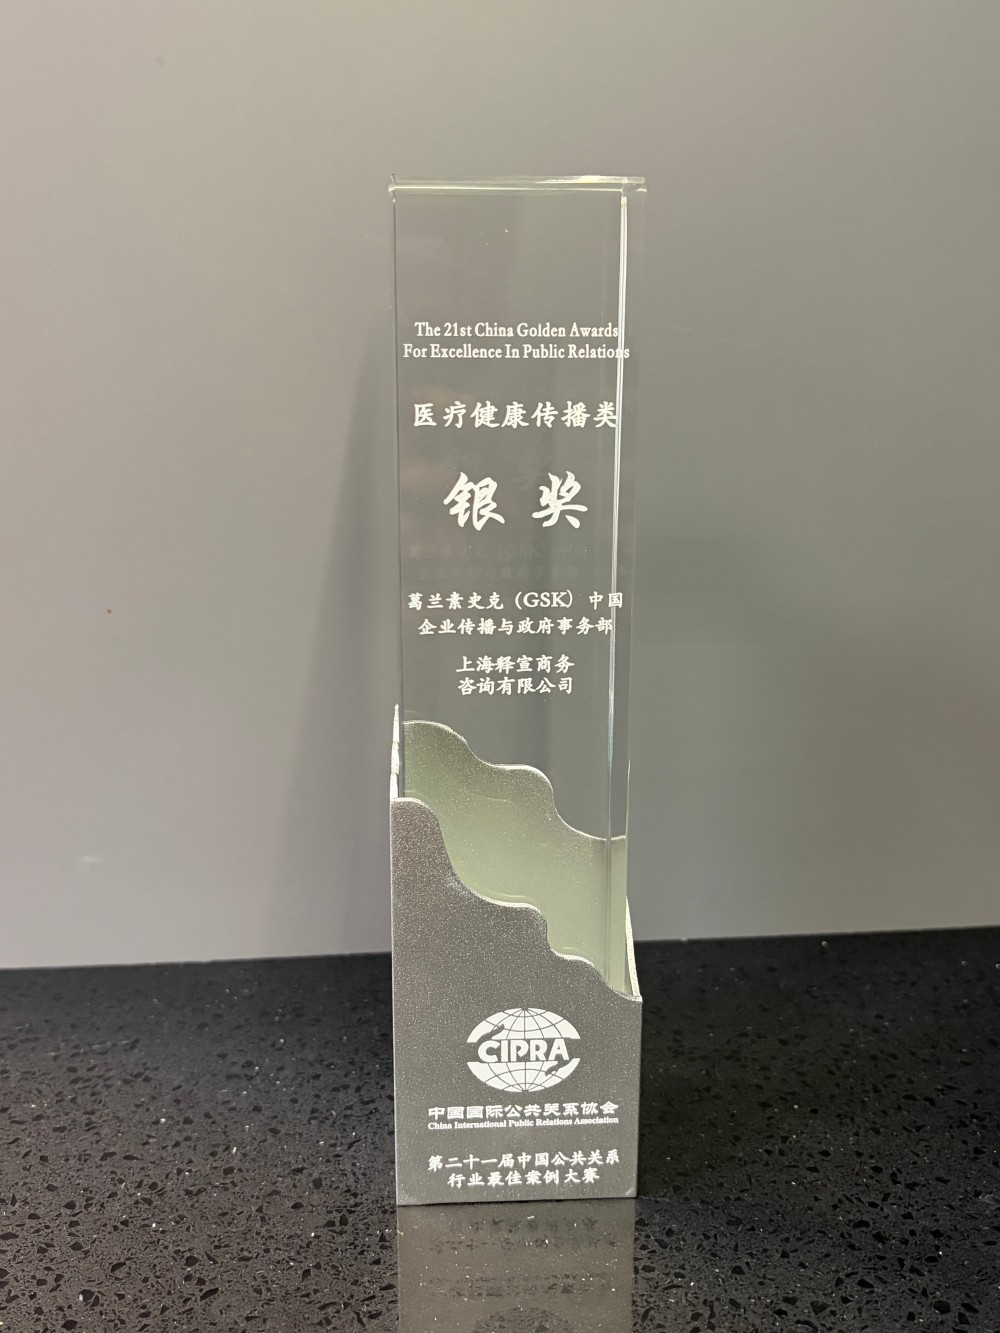 The 21st China Golden Awards
For Excellence In Public Relations
医疗健康传播类
银奖
葛兰素史克（GSK）中国
企业传播与政府事务部
上海释宣商务
咨询有限公司
CIPRA
中国国际公共关系协会
China International Public Relations Association
第二十一届中国公共关系
行业最佳案例大赛